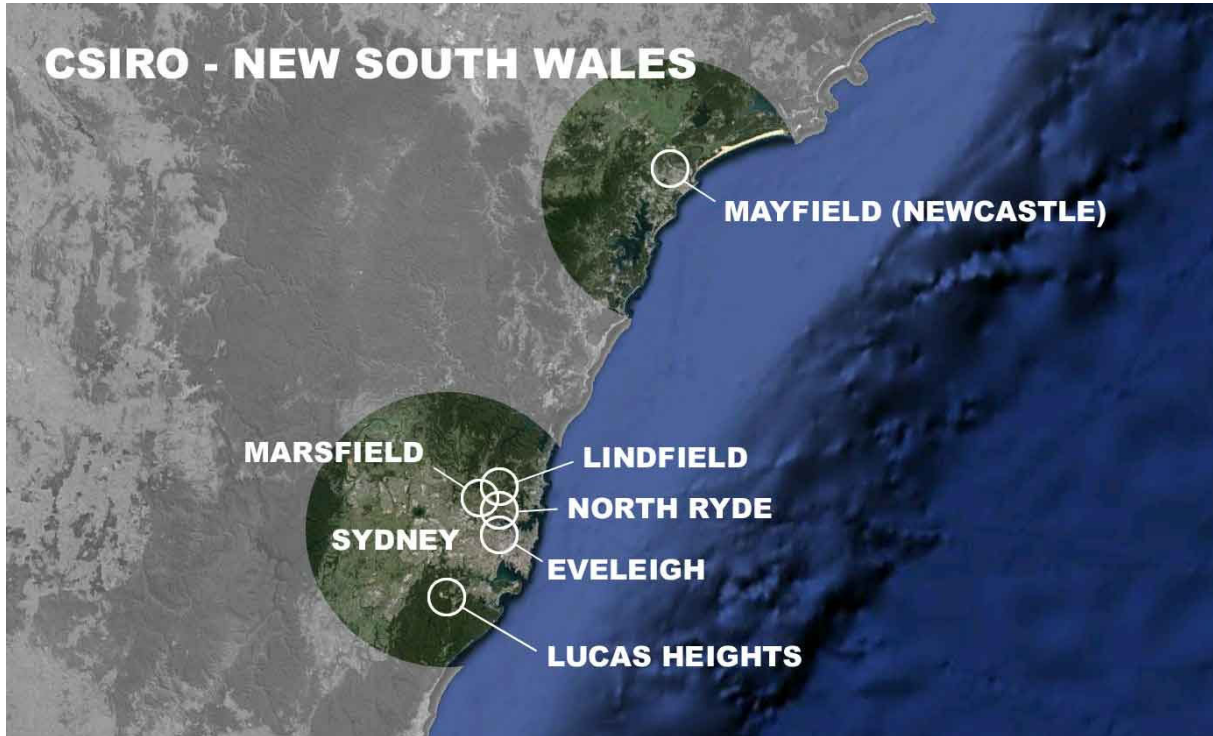 CSIRO - NEW SOUTH WALES
MAYFIELD (NEWCASTLE)
MARSFIELD
LINDFIELD
NORTH RYDE
SYDNEY
EVELEIGH
LUCAS HEIGHTS